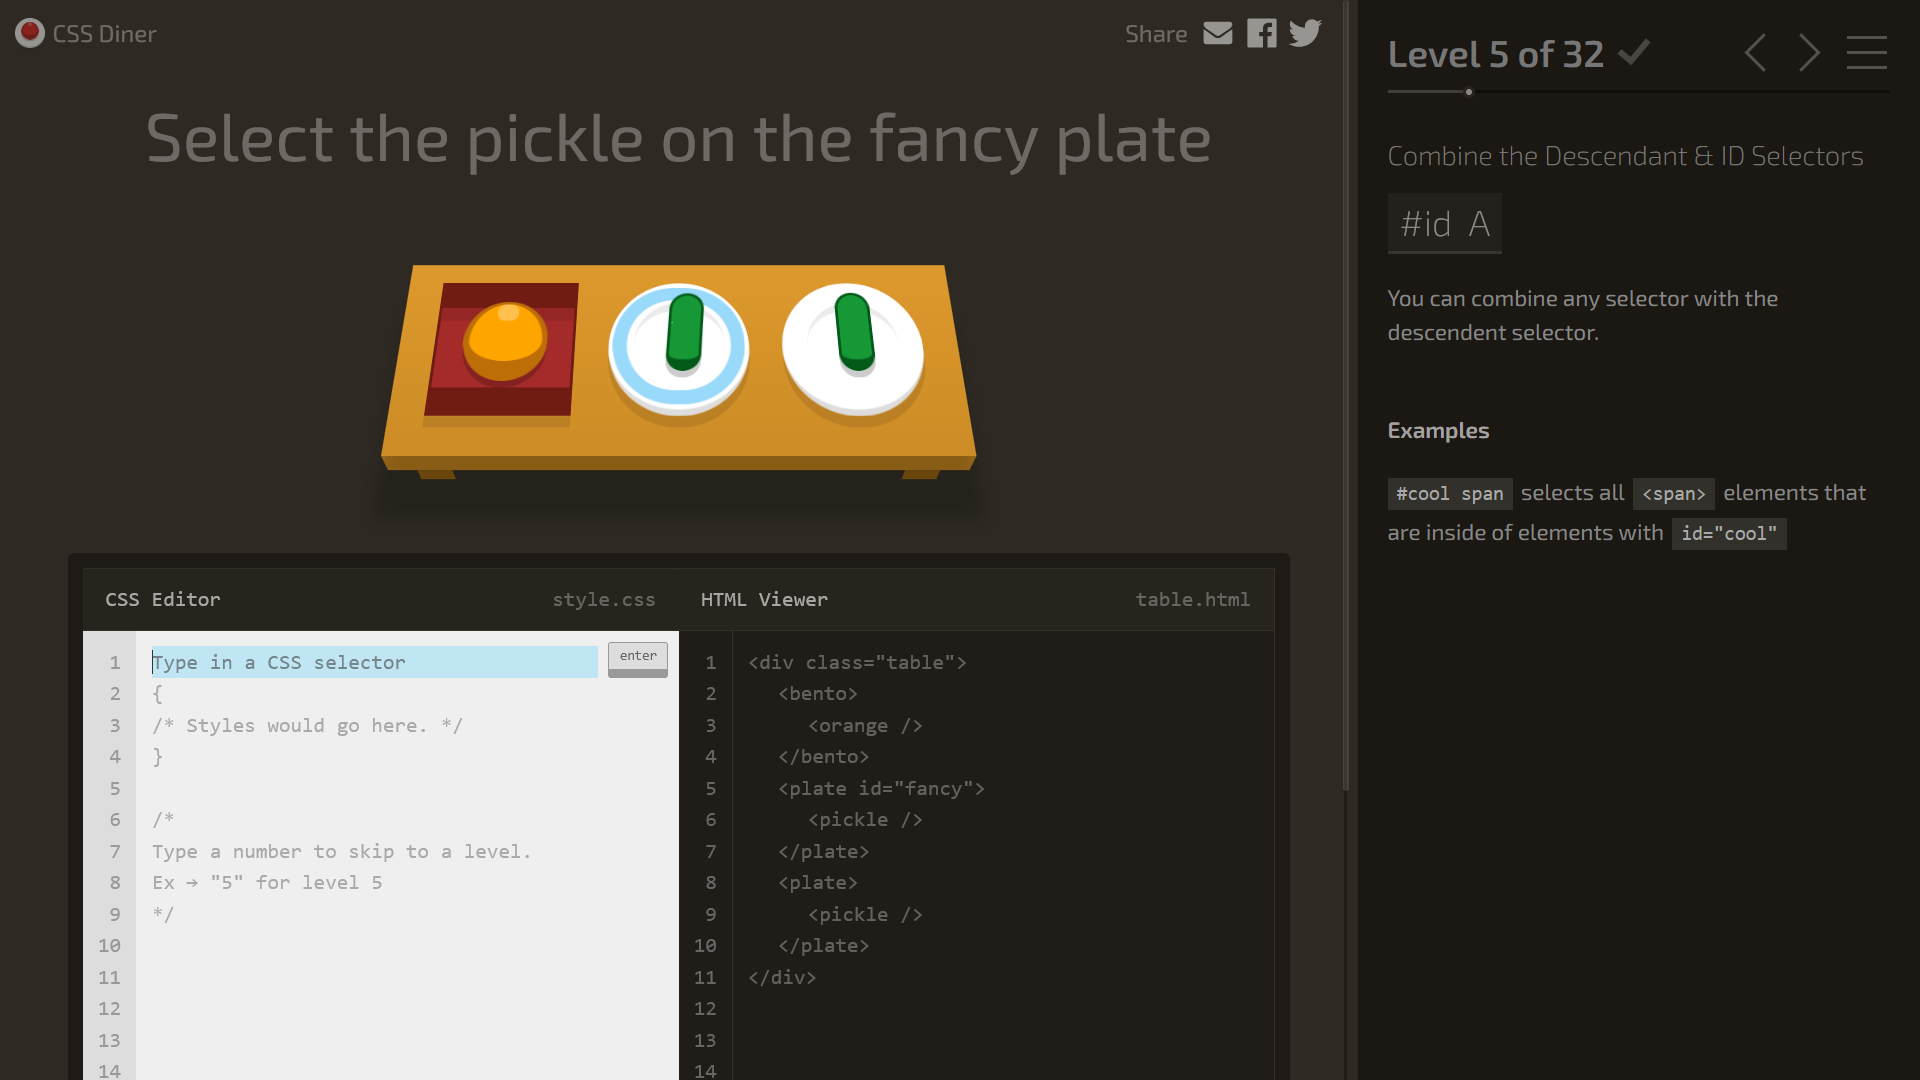 CSS Diner
Share
Select the pickle on the fancy plate
CSS Editor
style.css
Type in a CSS selector
enter
{
/* Styles would go here. */
}
/*
Type a number to skip to a level.
Ex → "5" for level 5
*/
1
2
3
4
5
6
7
8
9
10
11
12
13
14
HTML Viewer
table.html
1
2
3
4
5
6
7
8
9
10
11
12
13
14
<div class="table">
<bento>
<orange />
</bento>
<plate id="fancy">
<pickle />
</plate>
<plate>
<pickle />
</plate>
</div>
Level 5 of 32
Combine the Descendant & ID Selectors
#id A
You can combine any selector with the
descendent selector.
Examples
#cool span selects all <span> elements that
are inside of elements with id="cool"